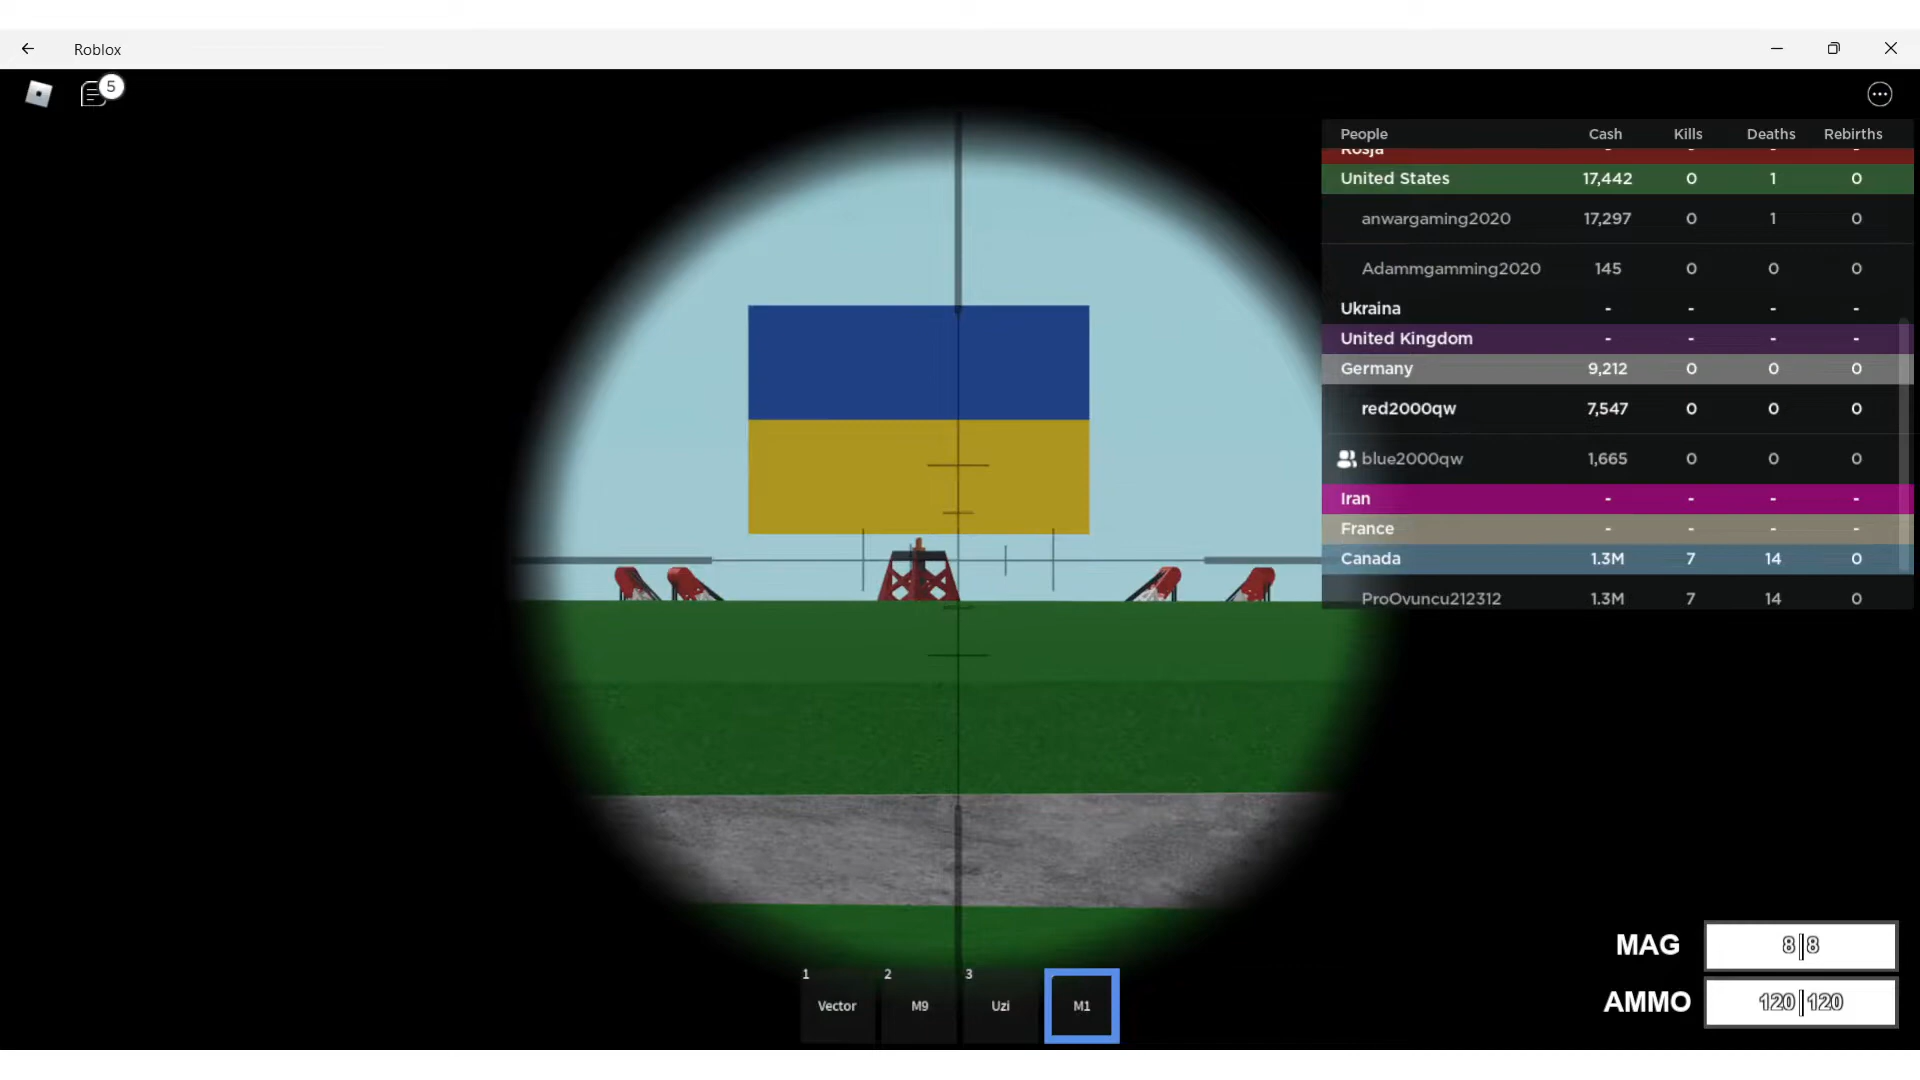 Roblox
5
People Cash Kills Deaths Rebirths
Rosja - - - -
United States 17,442 0 1 0
anwargaming2020 17,297 0 1 0
Adammgamming2020 145 0 0 0
Ukraina - - - -
United Kingdom - - - -
Germany 9,212 0 0 0
red2000qw 7,547 0 0 0
blue2000qw 1,665 0 0 0
Iran - - - -
France - - - -
Canada 1.3M 7 14 0
ProOyuncu212312 1.3M 7 14 0
MAG 8||8
AMMO 120||120
1 2 3
Vector M9 Uzi M1